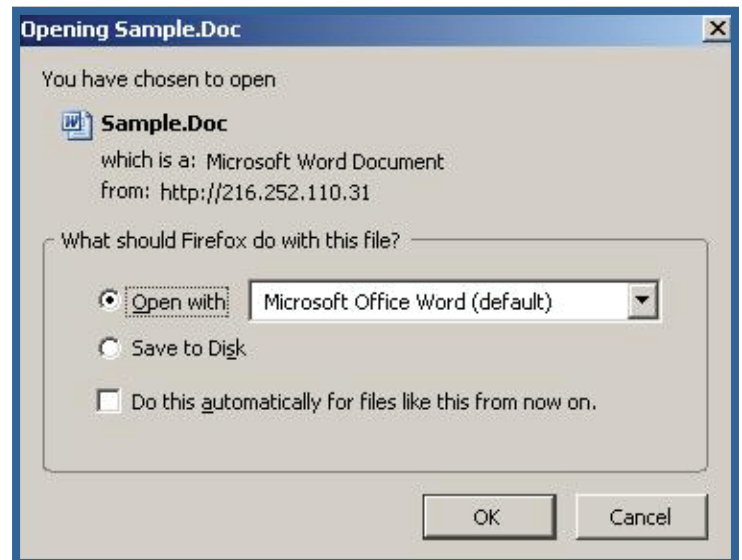 Opening Sample.Doc
You have chosen to open
Sample.Doc
which is a: Microsoft Word Document
from: http://216.252.110.31
What should Firefox do with this file?
Open with Microsoft Office Word (default)
Save to Disk
Do this automatically for files like this from now on.
OK Cancel